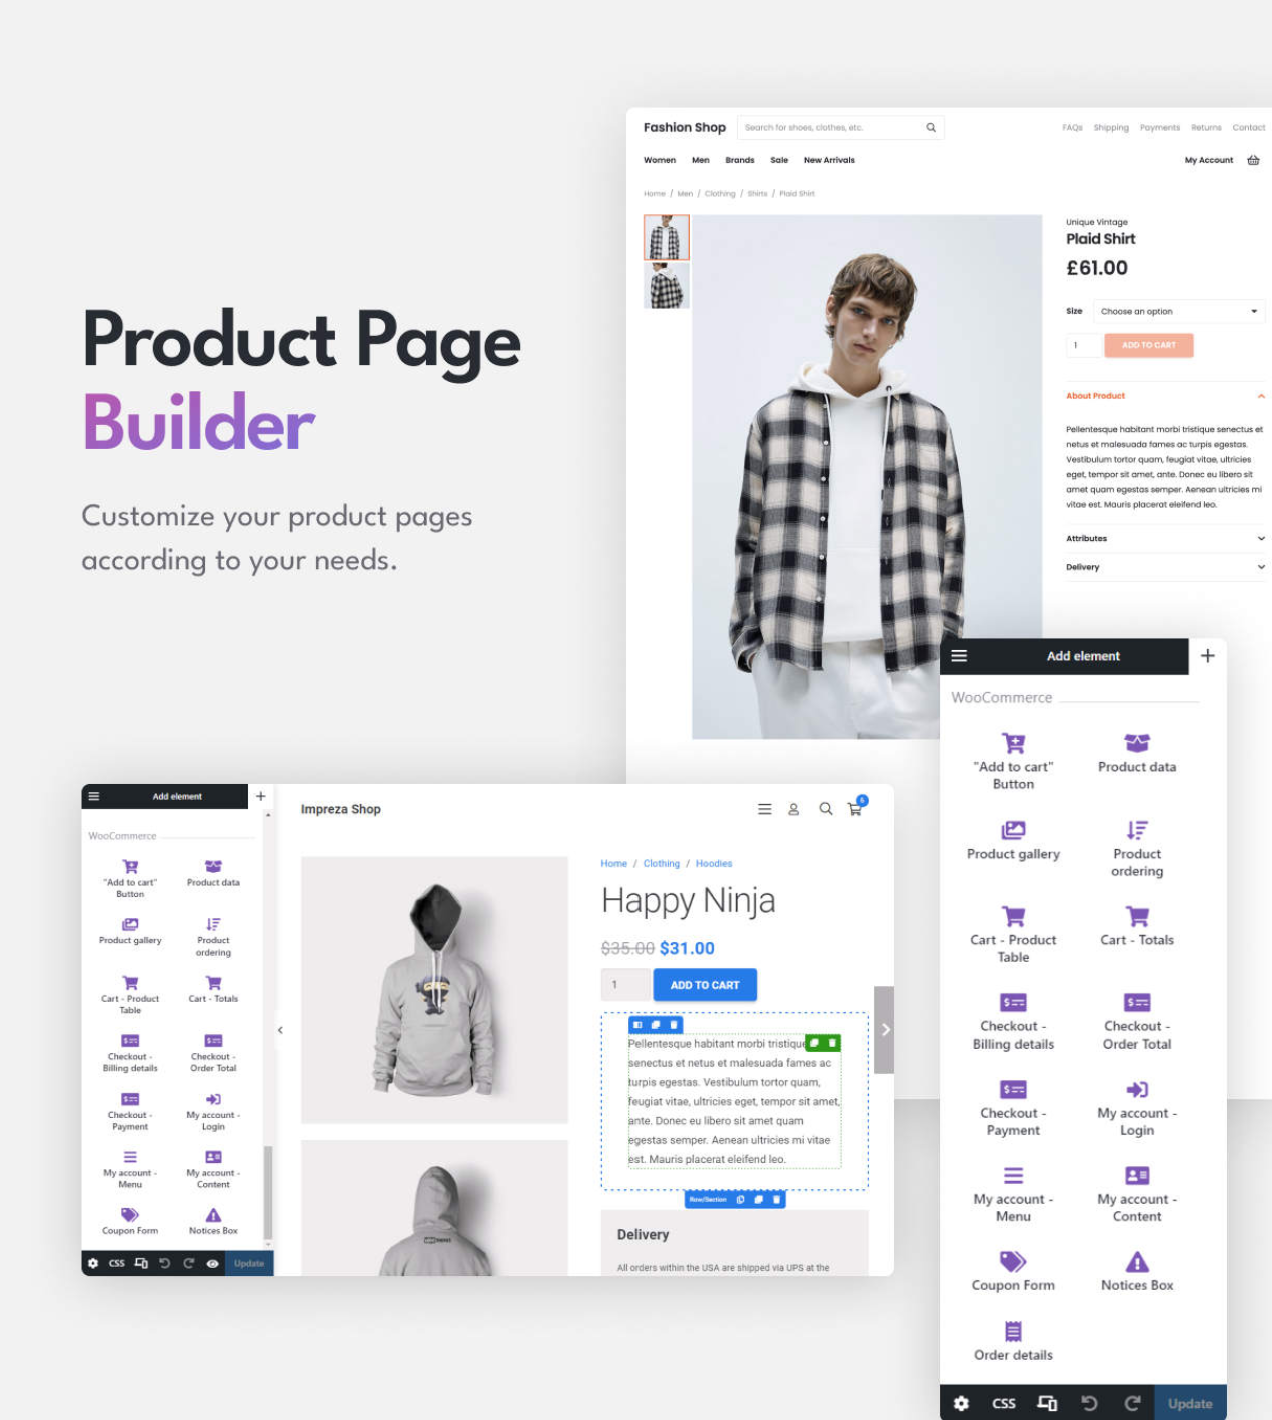 Product Page
Builder
Customize your product pages
according to your needs.
Fashion Shop
Search for shoes, clothes, etc.
FAQs Shipping Payments Returns Contact
Women Men Brands Sale New Arrivals
My Account
Home / Men / Clothing / Shirts / Plaid Shirt
Unique Vintage
Plaid Shirt
£61.00
Size Choose an option
1 ADD TO CART
About Product
Pellentesque habitant morbi tristique senectus et
netus et malesuada fames ac turpis egestas.
Vestibulum tortor quam, feugiat vitae, ultricies
eget, tempor sit amet, ante. Donec eu libero sit
amet quam egestas semper. Aenean ultricies mi
vitae est. Mauris placerat eleifend leo.
Attributes
Delivery
Add element
WooCommerce
"Add to cart"
Button
Product data
Product gallery
Product
ordering
Cart - Product
Table
Cart - Totals
Checkout -
Billing details
Checkout -
Order Total
Checkout -
Payment
My account -
Login
My account -
Menu
My account -
Content
Coupon Form
Notices Box
CSS
Update
Impreza Shop
6
Home / Clothing / Hoodies
Happy Ninja
$35.00 $31.00
1 ADD TO CART
Pellentesque habitant morbi tristique
senectus et netus et malesuada fames ac
turpis egestas. Vestibulum tortor quam,
feugiat vitae, ultricies eget, tempor sit amet,
ante. Donec eu libero sit amet quam
egestas semper. Aenean ultricies mi vitae
est. Mauris placerat eleifend leo.
Row/Section
Delivery
All orders within the USA are shipped via UPS at the
Add element
WooCommerce
"Add to cart"
Button
Product data
Product gallery
Product
ordering
Cart - Product
Table
Cart - Totals
Checkout -
Billing details
Checkout -
Order Total
Checkout -
Payment
My account -
Login
My account -
Menu
My account -
Content
Coupon Form
Notices Box
Order details
CSS
Update